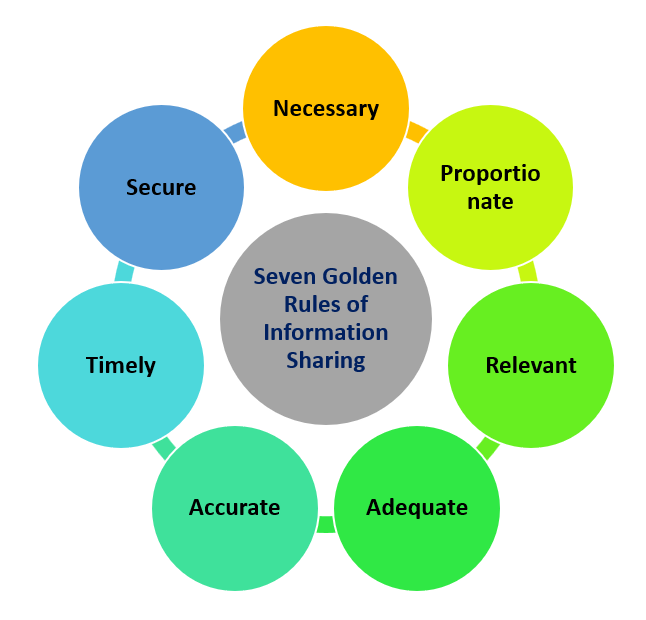 Necessary
Proportio
nate
Relevant
Adequate
Accurate
Timely
Secure
Seven Golden
Rules of
Information
Sharing